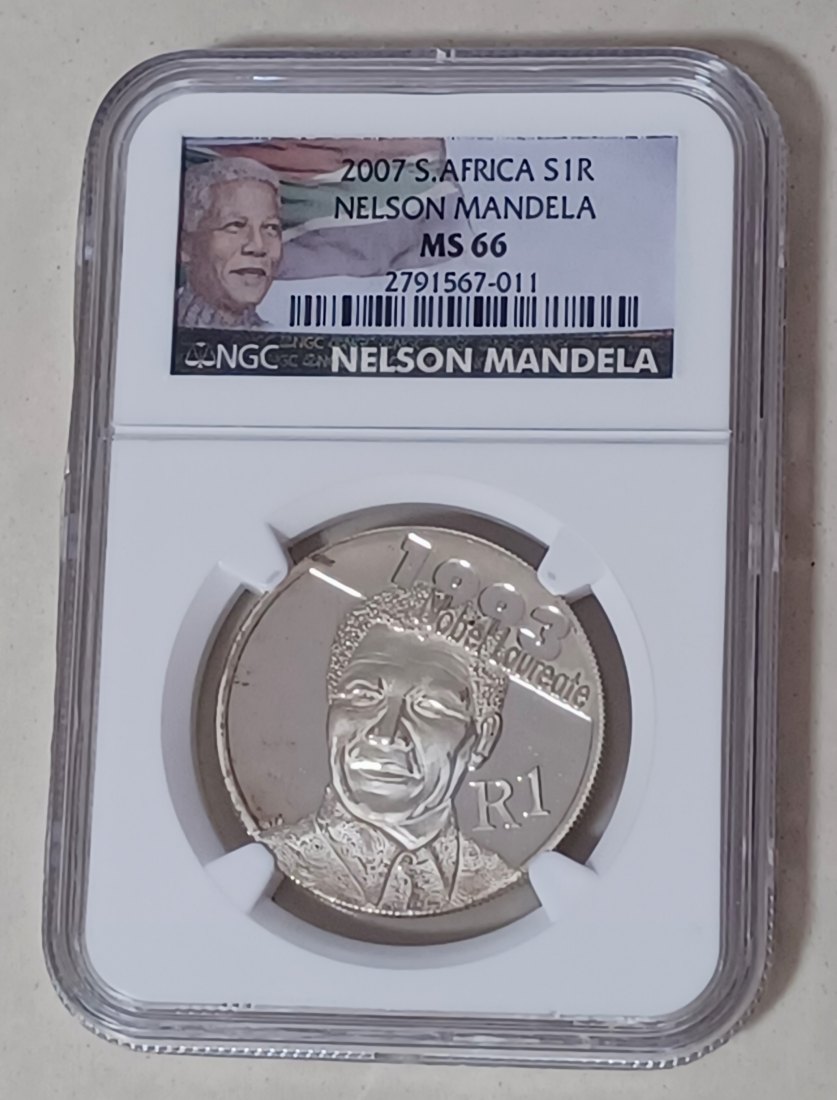 2007 S.AFRICA S1R
NELSON MANDELA
MS 66
2791567-011
NGC NELSON MANDELA
1993
Nobel Laureate
R1